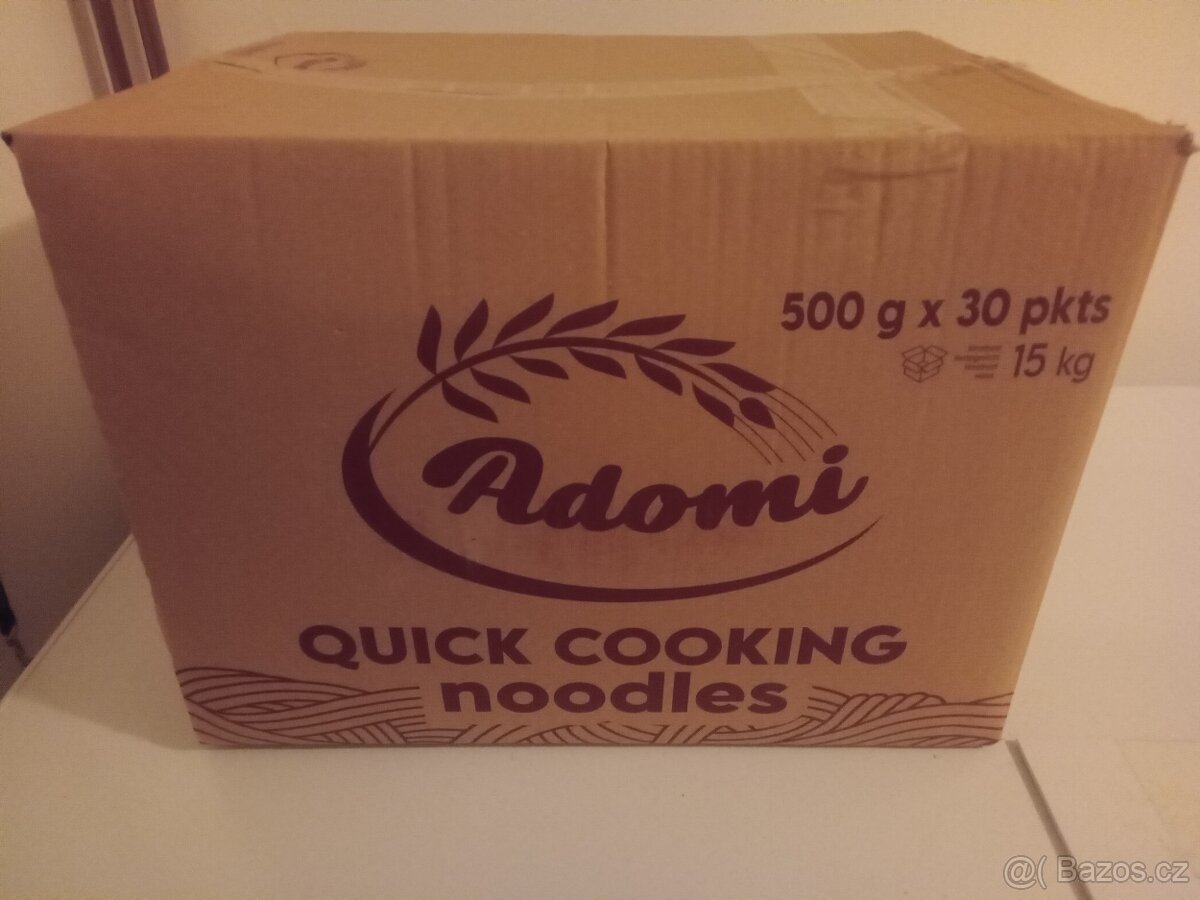 500 g x 30 pkts
15 kg
Adomi
QUICK COOKING
noodles
@( Bazos.cz